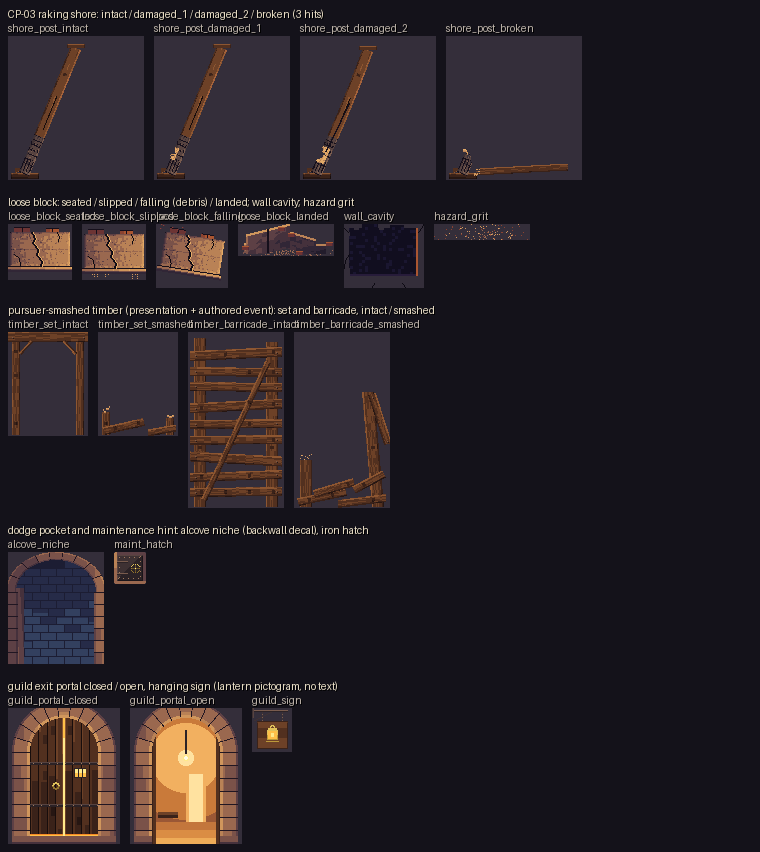 CP-03 raking shore: intact / damaged_1 / damaged_2 / broken (3 hits)
shore_post_intact shore_post_damaged_1 shore_post_damaged_2 shore_post_broken
loose block: seated / slipped / falling (debris) / landed; wall cavity; hazard grit
loose_block_seated loose_block_slipped loose_block_falling loose_block_landed wall_cavity hazard_grit
pursuer-smashed timber (presentation + authored event): set and barricade, intact / smashed
timber_set_intact timber_set_smashed timber_barricade_intact timber_barricade_smashed
dodge pocket and maintenance hint: alcove niche (backwall decal), iron hatch
alcove_niche maint_hatch
guild exit: portal closed / open, hanging sign (lantern pictogram, no text)
guild_portal_closed guild_portal_open guild_sign